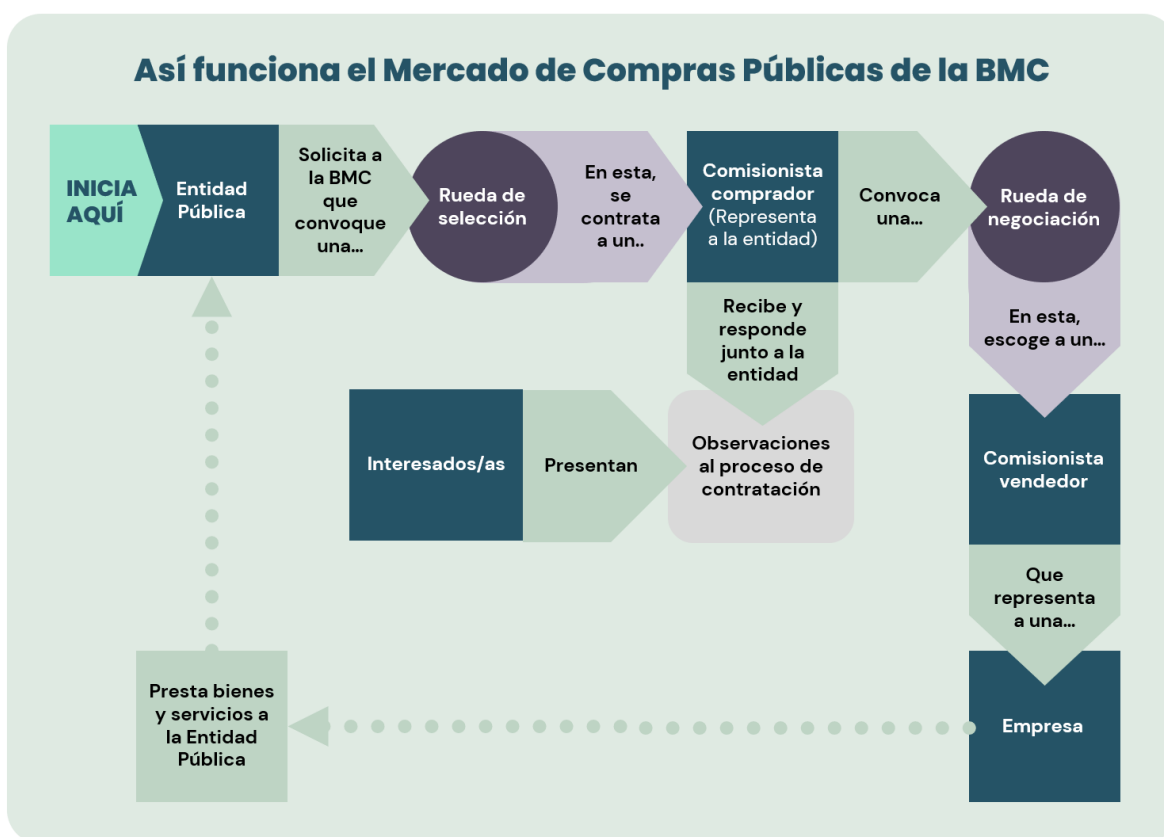 Así funciona el Mercado de Compras Públicas de la BMC
INICIA
AQUÍ
Entidad
Pública
Solicita a
la BMC
que
convoque
una...
Rueda de
selección
En esta,
se
contrata
a un..
Comisionista
comprador
(Representa
a la entidad)
Convoca
una...
Rueda de
negociación
Recibe y
responde
junto a la
entidad
En esta,
escoge a un...
Interesados/as
Presentan
Observaciones
al proceso de
contratación
Comisionista
vendedor
Que
representa
a una...
Empresa
Presta bienes
y servicios a
la Entidad
Pública